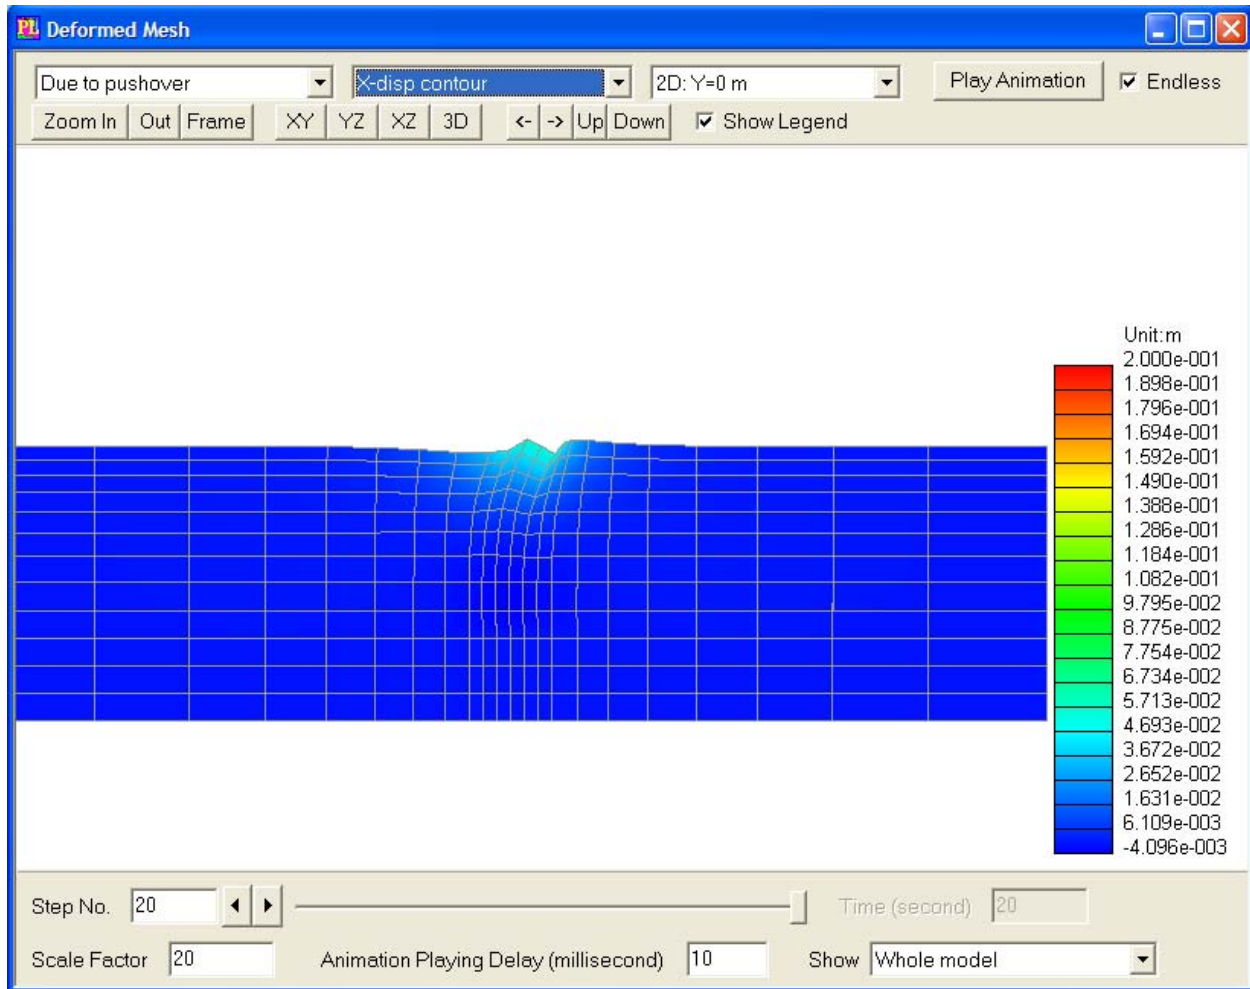 PL Deformed Mesh
Due to pushover X-disp contour 2D: Y=0 m Play Animation Endless
Zoom In Out Frame XY YZ XZ 3D <- -> Up Down Show Legend
Unit:m
2.000e-001
1.898e-001
1.796e-001
1.694e-001
1.592e-001
1.490e-001
1.388e-001
1.286e-001
1.184e-001
1.082e-001
9.795e-002
8.775e-002
7.754e-002
6.734e-002
5.713e-002
4.693e-002
3.672e-002
2.652e-002
1.631e-002
6.109e-003
-4.096e-003
Step No. 20 Time (second) 20
Scale Factor 20 Animation Playing Delay (millisecond) 10 Show Whole model